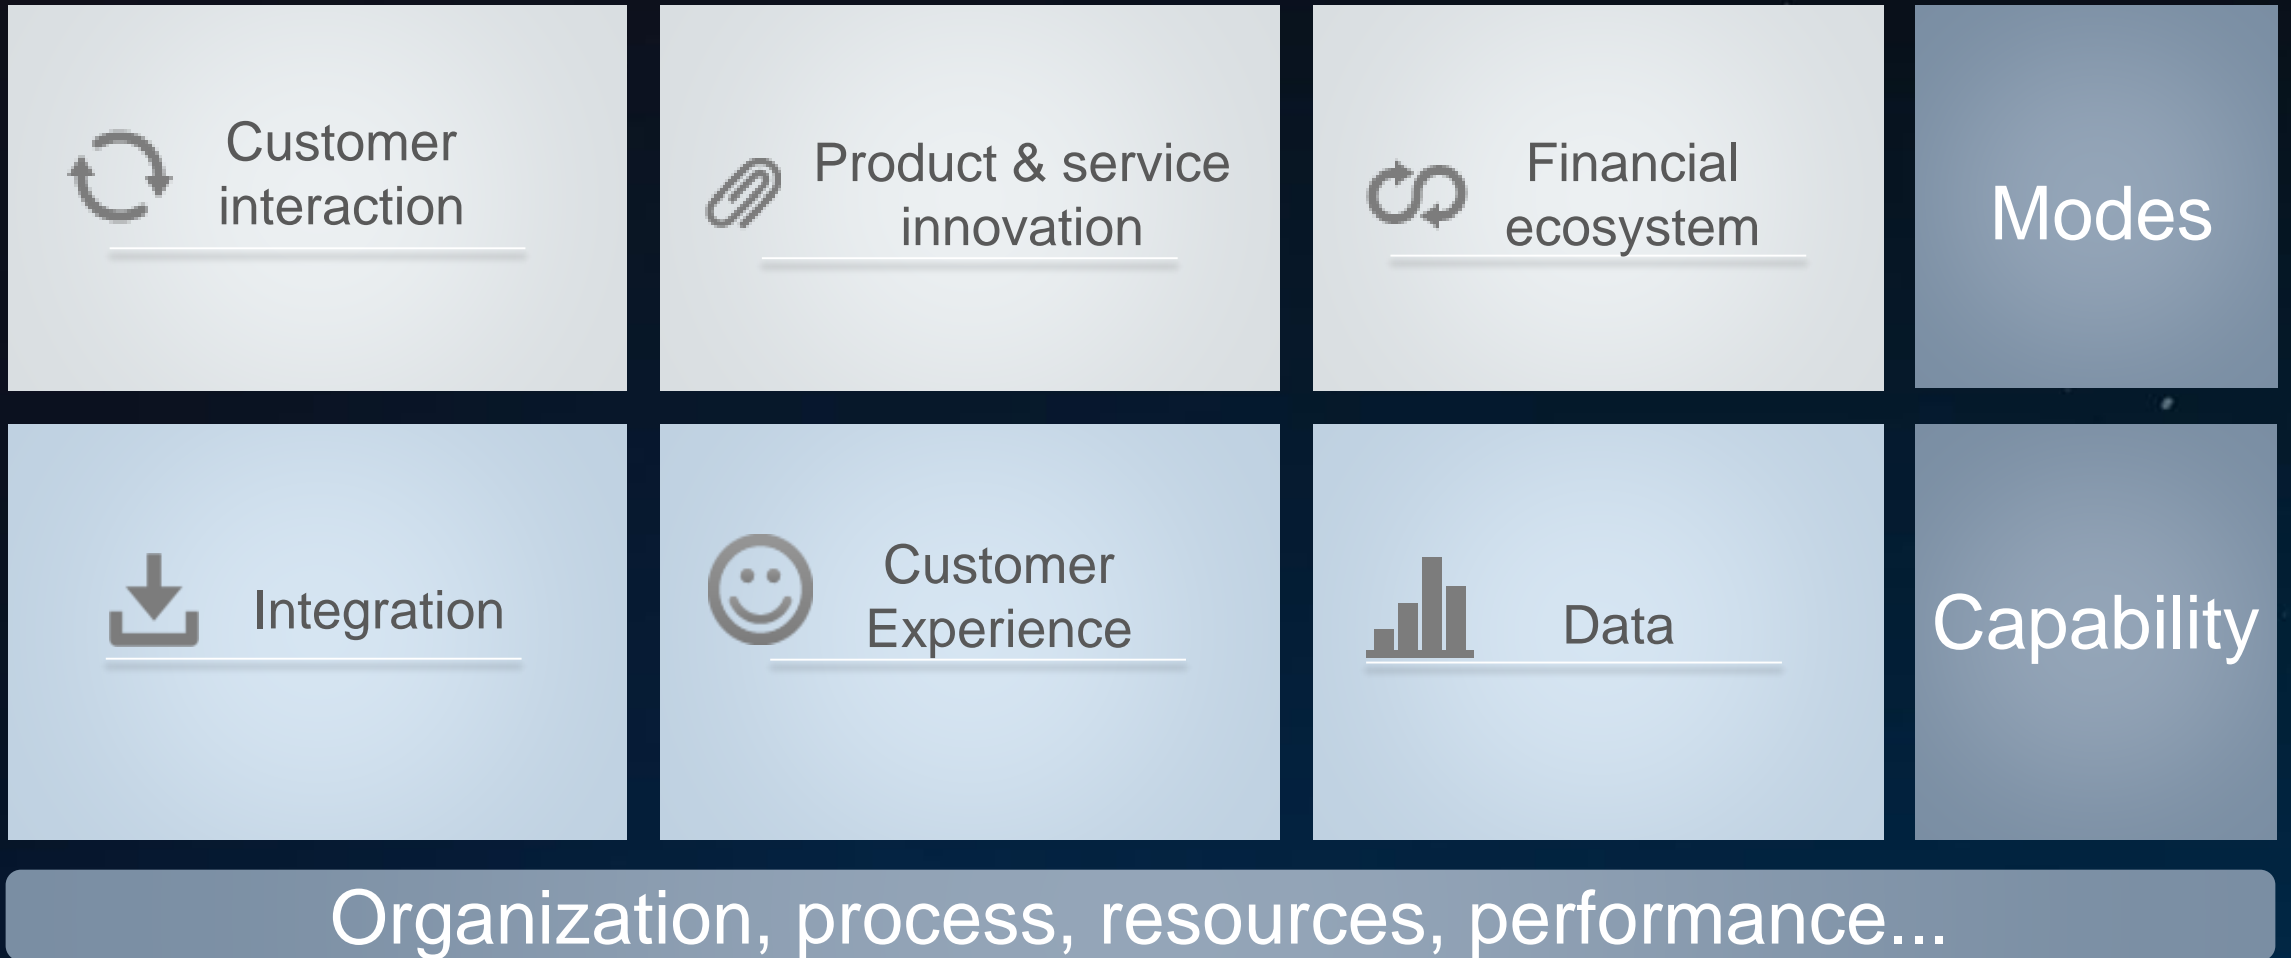 Customer
interaction
Product & service
innovation
Financial
ecosystem
Modes
Integration
Customer
Experience
Data
Capability
Organization, process, resources, performance...